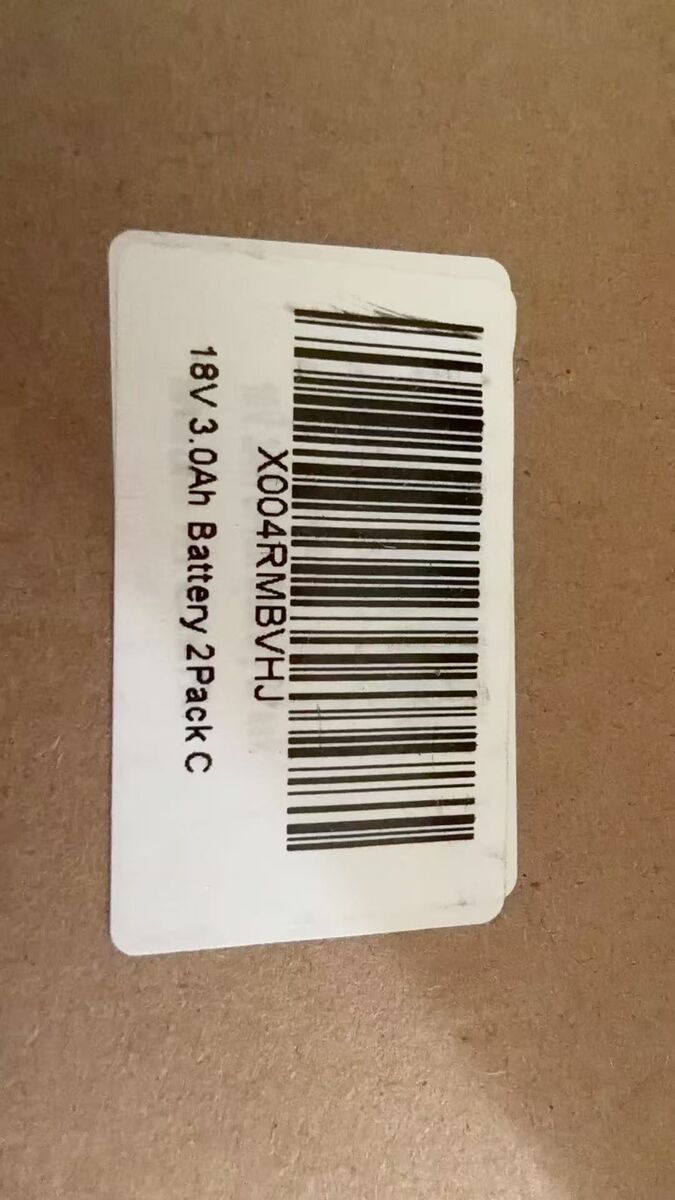 X004RMBVHJ
18V 3.0Ah Battery 2Pack C